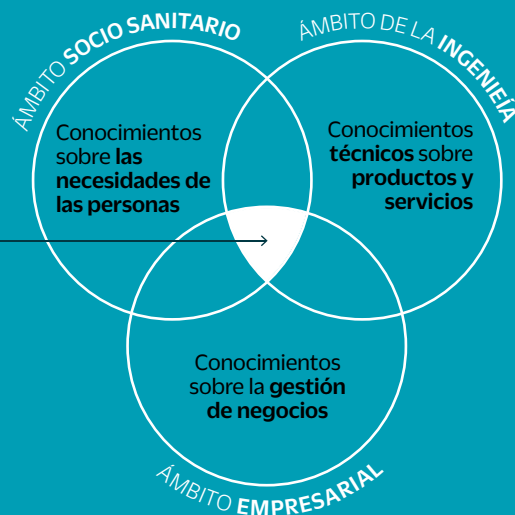 ÁMBITO SOCIO SANITARIO
ÁMBITO DE LA INGENIEÍA
Conocimientos
sobre las
necesidades de
las personas
Conocimientos
técnicos sobre
productos y
servicios
Conocimientos
sobre la gestión
de negocios
ÁMBITO EMPRESARIAL